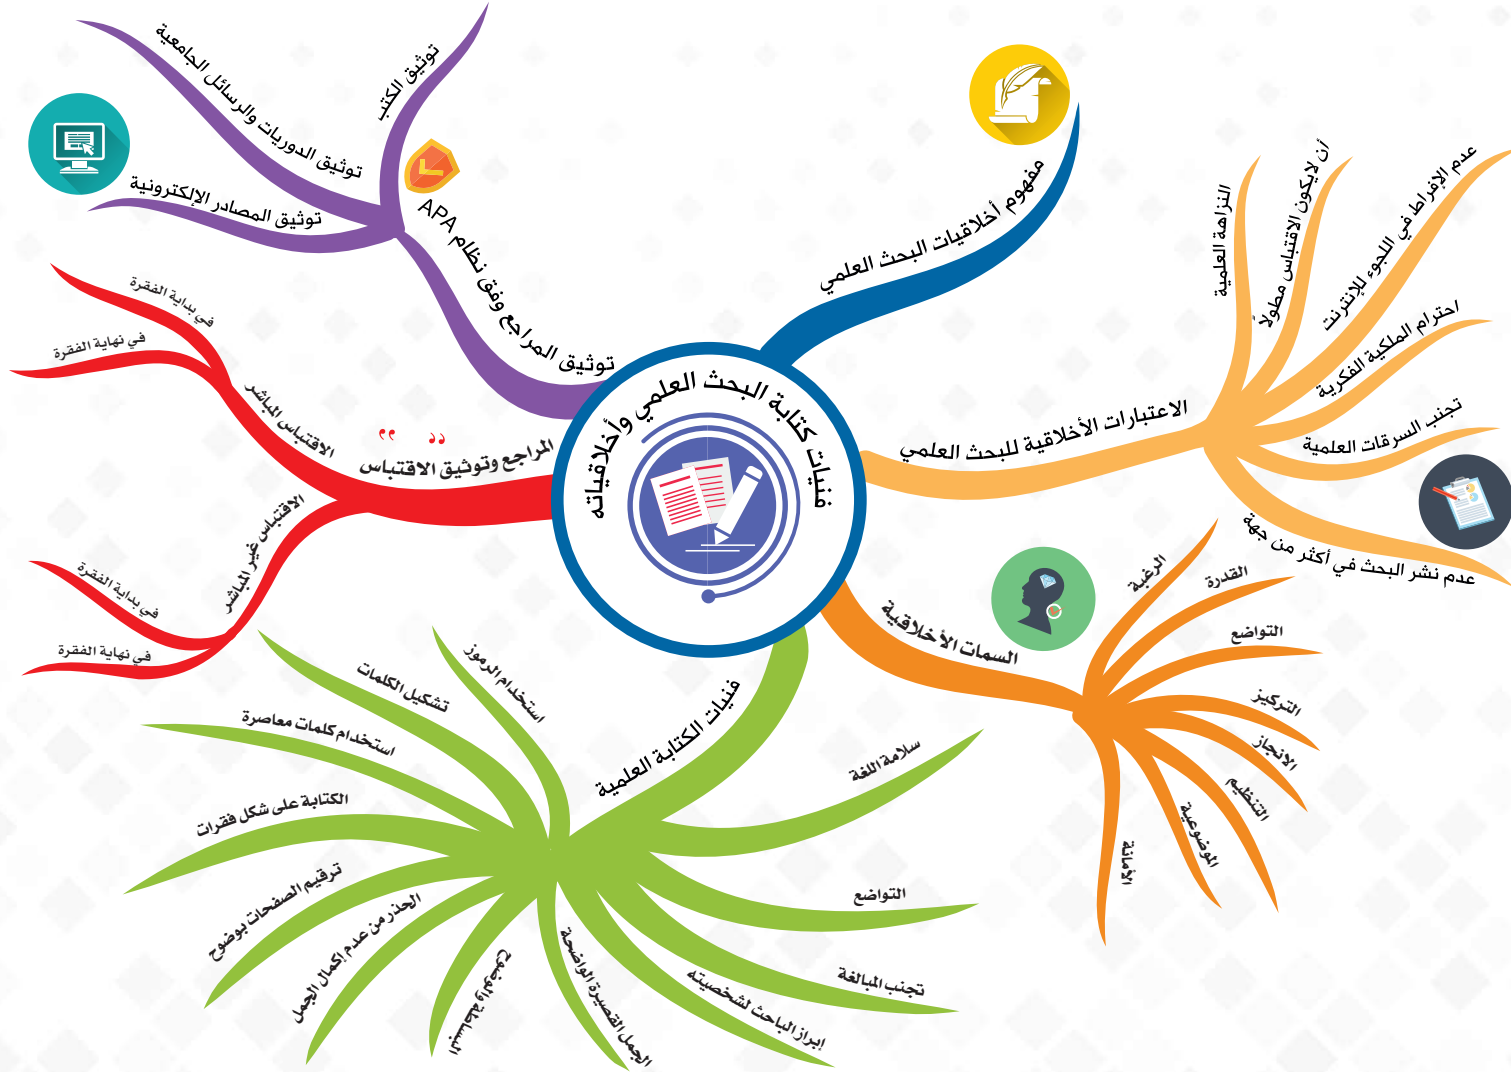 فنيات كتابة البحث العلمي وأخلاقياته
مفهوم أخلاقيات البحث العلمي
الاعتبارات الأخلاقية للبحث العلمي
النزاهة العلمية
أن لايكون الاقتباس مطولاً
عدم الإفراط في اللجوء للإنترنت
احترام الملكية الفكرية
تجنب السرقات العلمية
عدم نشر البحث في أكثر من جهة
السمات الأخلاقية
الرغبة
القدرة
التواضع
التركيز
الانجاز
التنظيم
الموضوعية
الأمانة
فنيات الكتابة العلمية
سلامة اللغة
التواضع
تجنب المبالغة
إبراز الباحث لشخصيته
الجمل القصيرة الواضحة
البساطة والوضوح
الحذر من عدم إكمال الجمل
ترقيم الصفحات بوضوح
الكتابة على شكل فقرات
استخدام كلمات معاصرة
تشكيل الكلمات
استخدام الرموز
المراجع وتوثيق الاقتباس
الاقتباس المباشر
في بداية الفقرة
في نهاية الفقرة
الاقتباس غير المباشر
في بداية الفقرة
في نهاية الفقرة
توثيق المراجع وفق نظام APA
توثيق الكتب
توثيق الدوريات والرسائل الجامعية
توثيق المصادر الإلكترونية